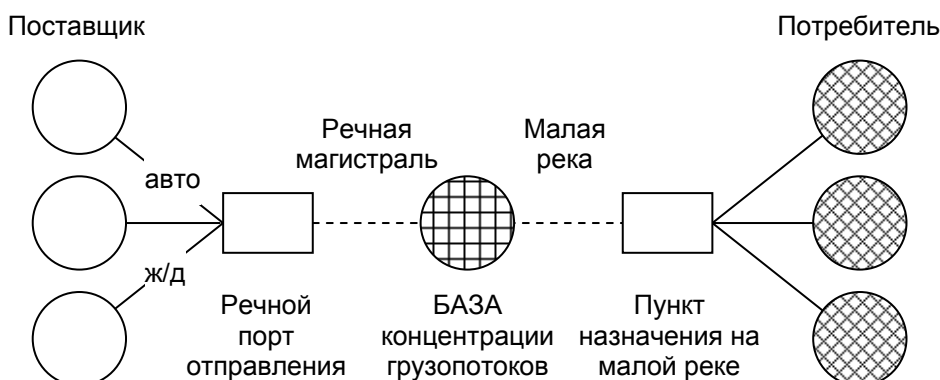 Поставщик
Потребитель
Речная
магистраль
Малая
река
авто
ж/д
Речной
порт
отправления
БАЗА
концентрации
грузопотоков
Пункт
назначения на
малой реке